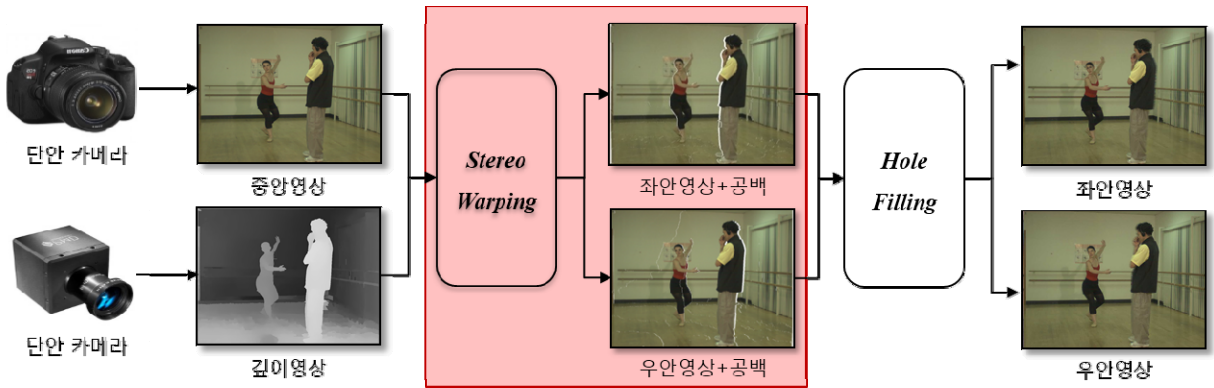 단안 카메라
중앙영상
단안 카메라
깊이영상
Stereo
Warping
좌안영상+공백
우안영상+공백
Hole
Filling
좌안영상
우안영상